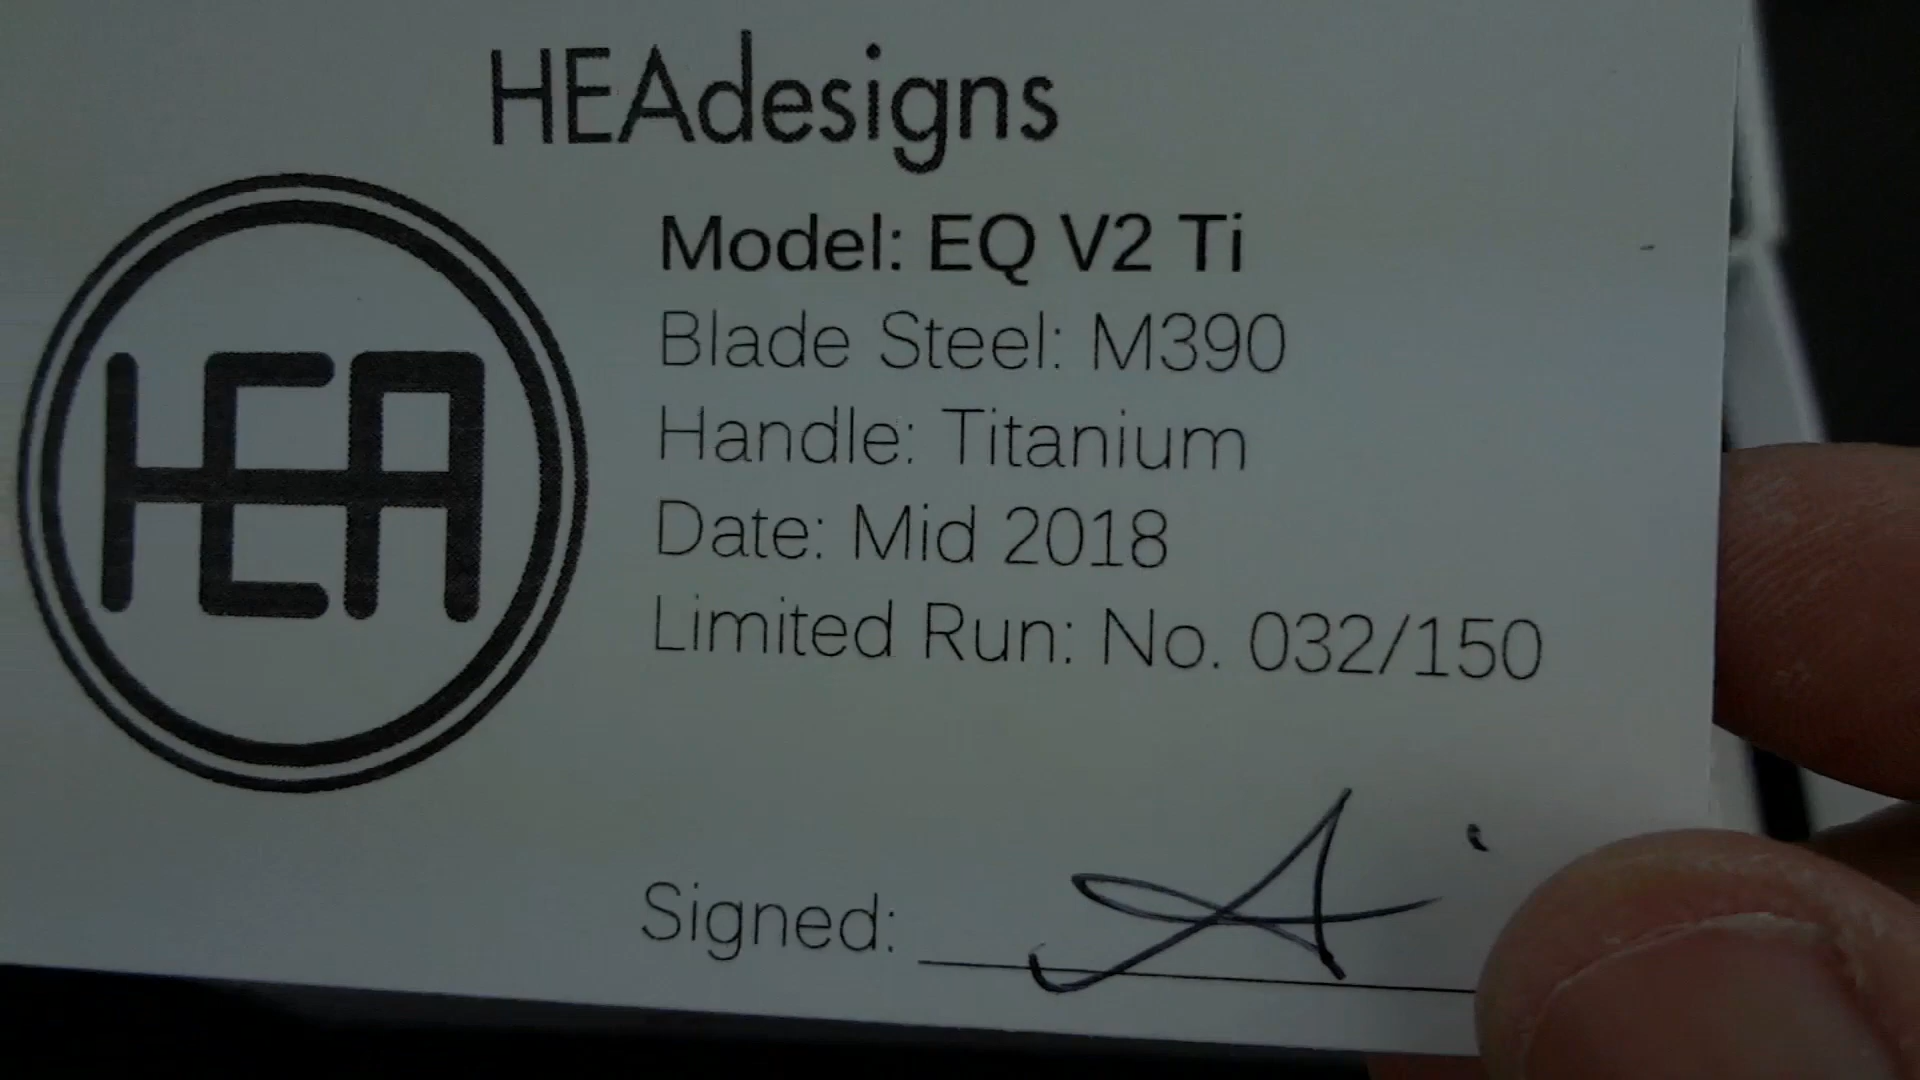 HEAdesigns
HEA
Model: EQ V2 Ti
Blade Steel: M390
Handle: Titanium
Date: Mid 2018
Limited Run: No. 032/150
Signed: